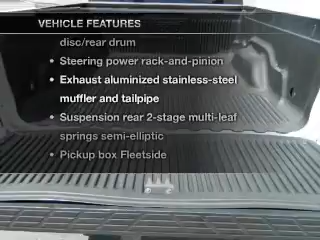 VEHICLE FEATURES
disc/rear drum
• Steering power rack-and-pinion
• Exhaust aluminized stainless-steel
muffler and tailpipe
• Suspension rear 2-stage multi-leaf
springs semi-elliptic
• Pickup box Fleetside